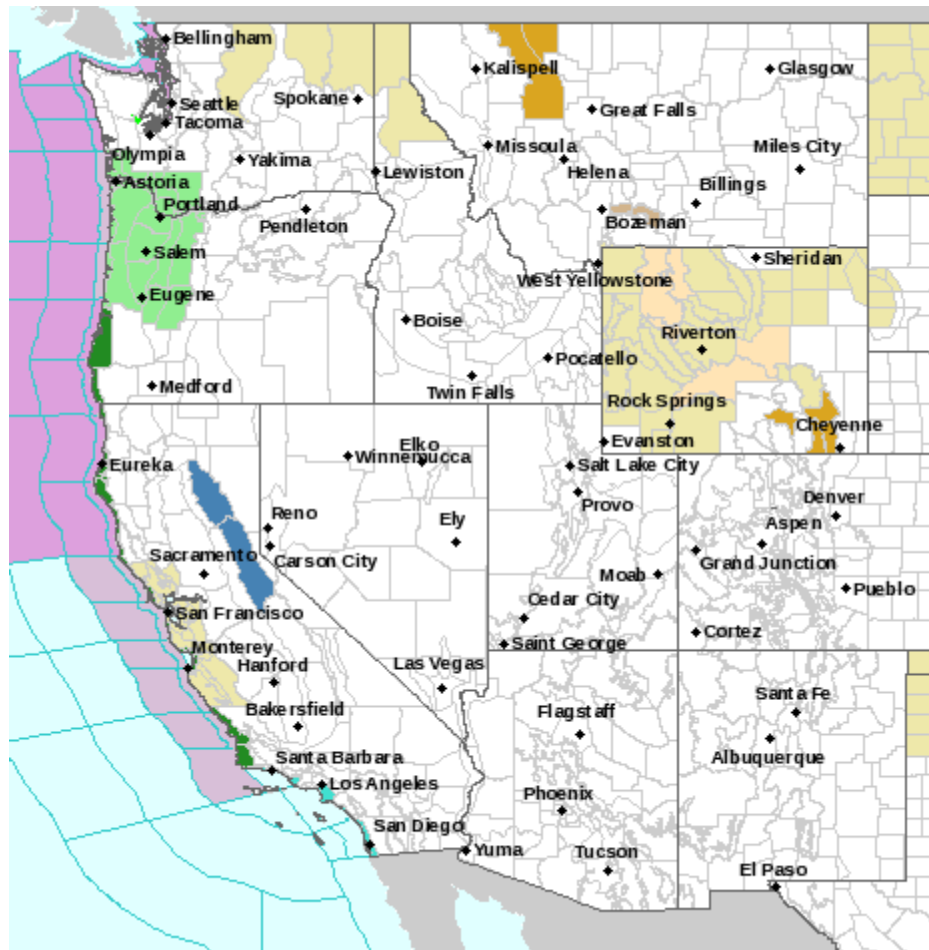 Bellingham
Kalispell
Glasgow
Spokane
Seattle
Great Falls
Tacoma
Missoula
Miles City
Olympia
Yakima
Helena
Lewiston
Astoria
Billings
Portland
Pendleton
Bozeman
Salem
Sheridan
West Yellowstone
Eugene
Boise
Riverton
Pocatello
Medford
Twin Falls
Rock Springs
Cheyenne
Elko
Evanston
Winnemucca
Eureka
Salt Lake City
Provo
Denver
Reno
Ely
Aspen
Sacramento
Carson City
Grand Junction
Moab
Pueblo
Cedar City
San Francisco
Cortez
Monterey
Saint George
Hanford
Las Vegas
Santa Fe
Bakersfield
Flagstaff
Albuquerque
Santa Barbara
Los Angeles
Phoenix
San Diego
Yuma
Tucson
El Paso